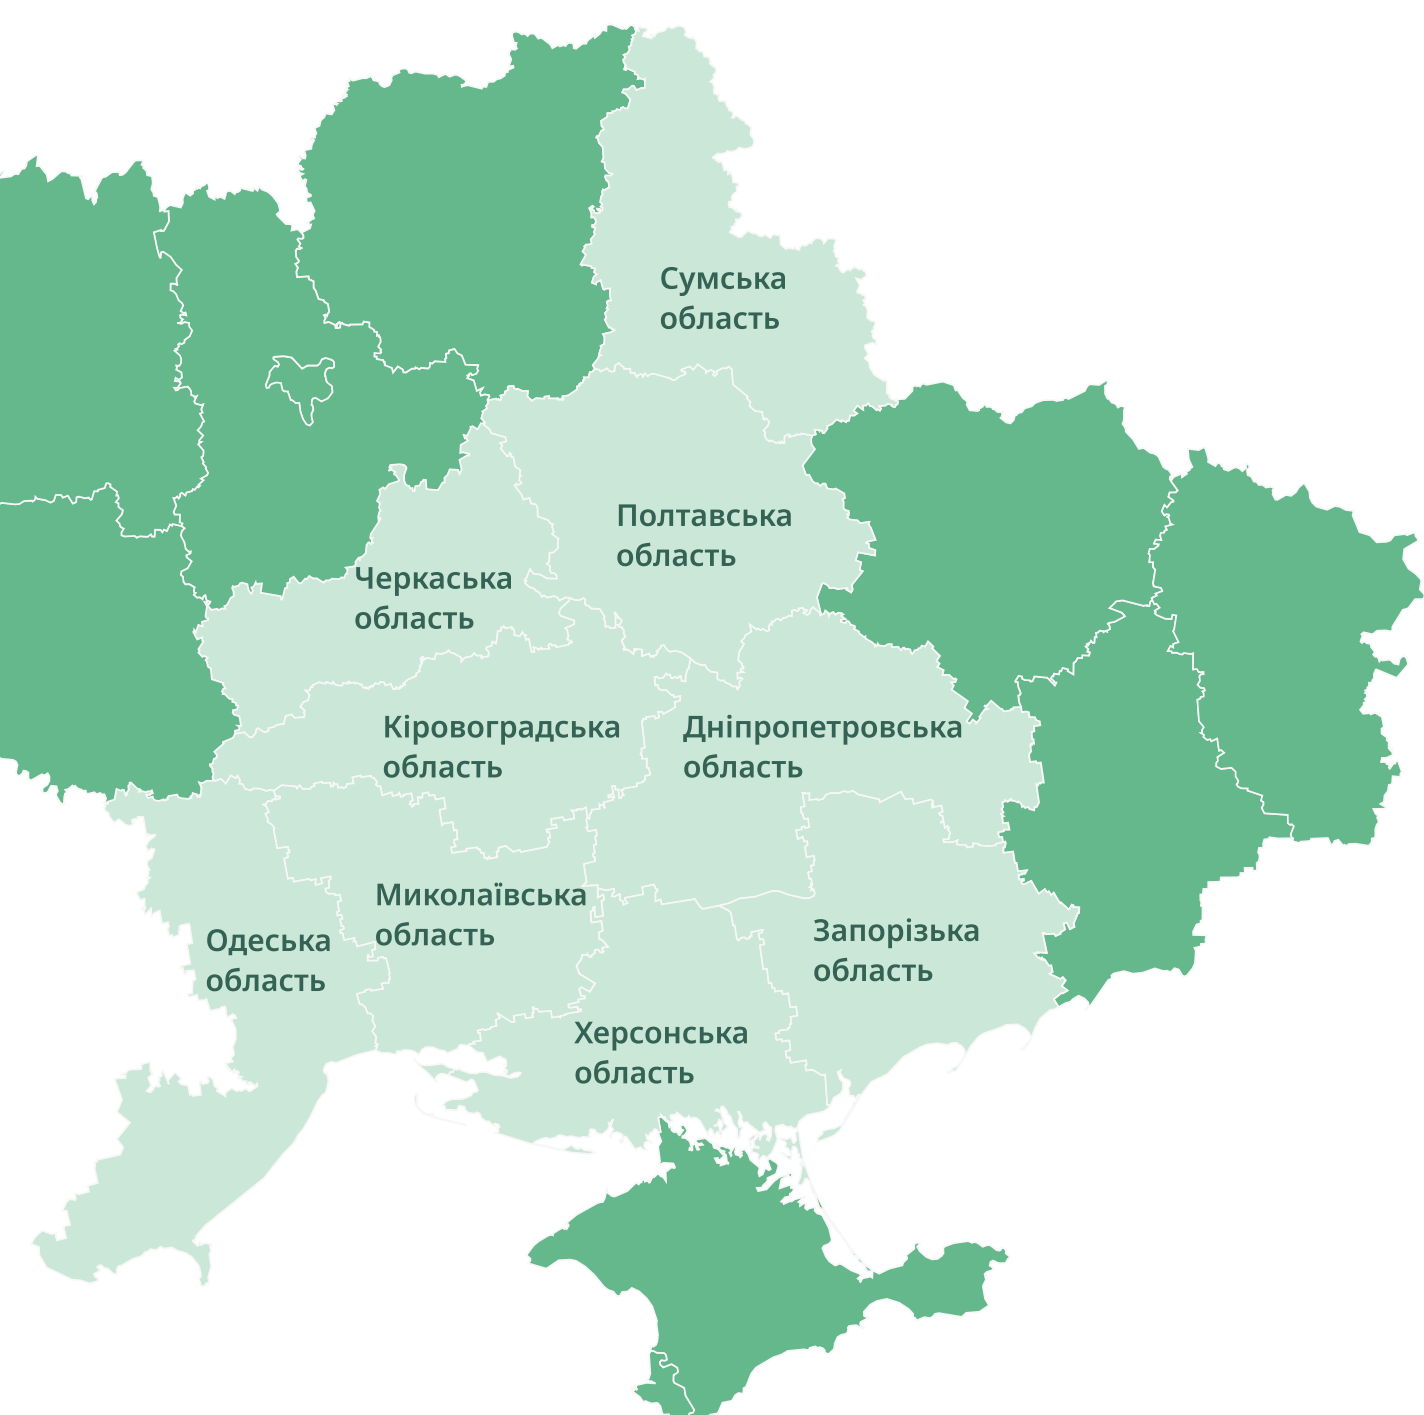 Сумська
область
Полтавська
область
Черкаська
область
Кіровоградська
область
Дніпропетровська
область
Миколаївська
область
Одеська
область
Запорізька
область
Херсонська
область